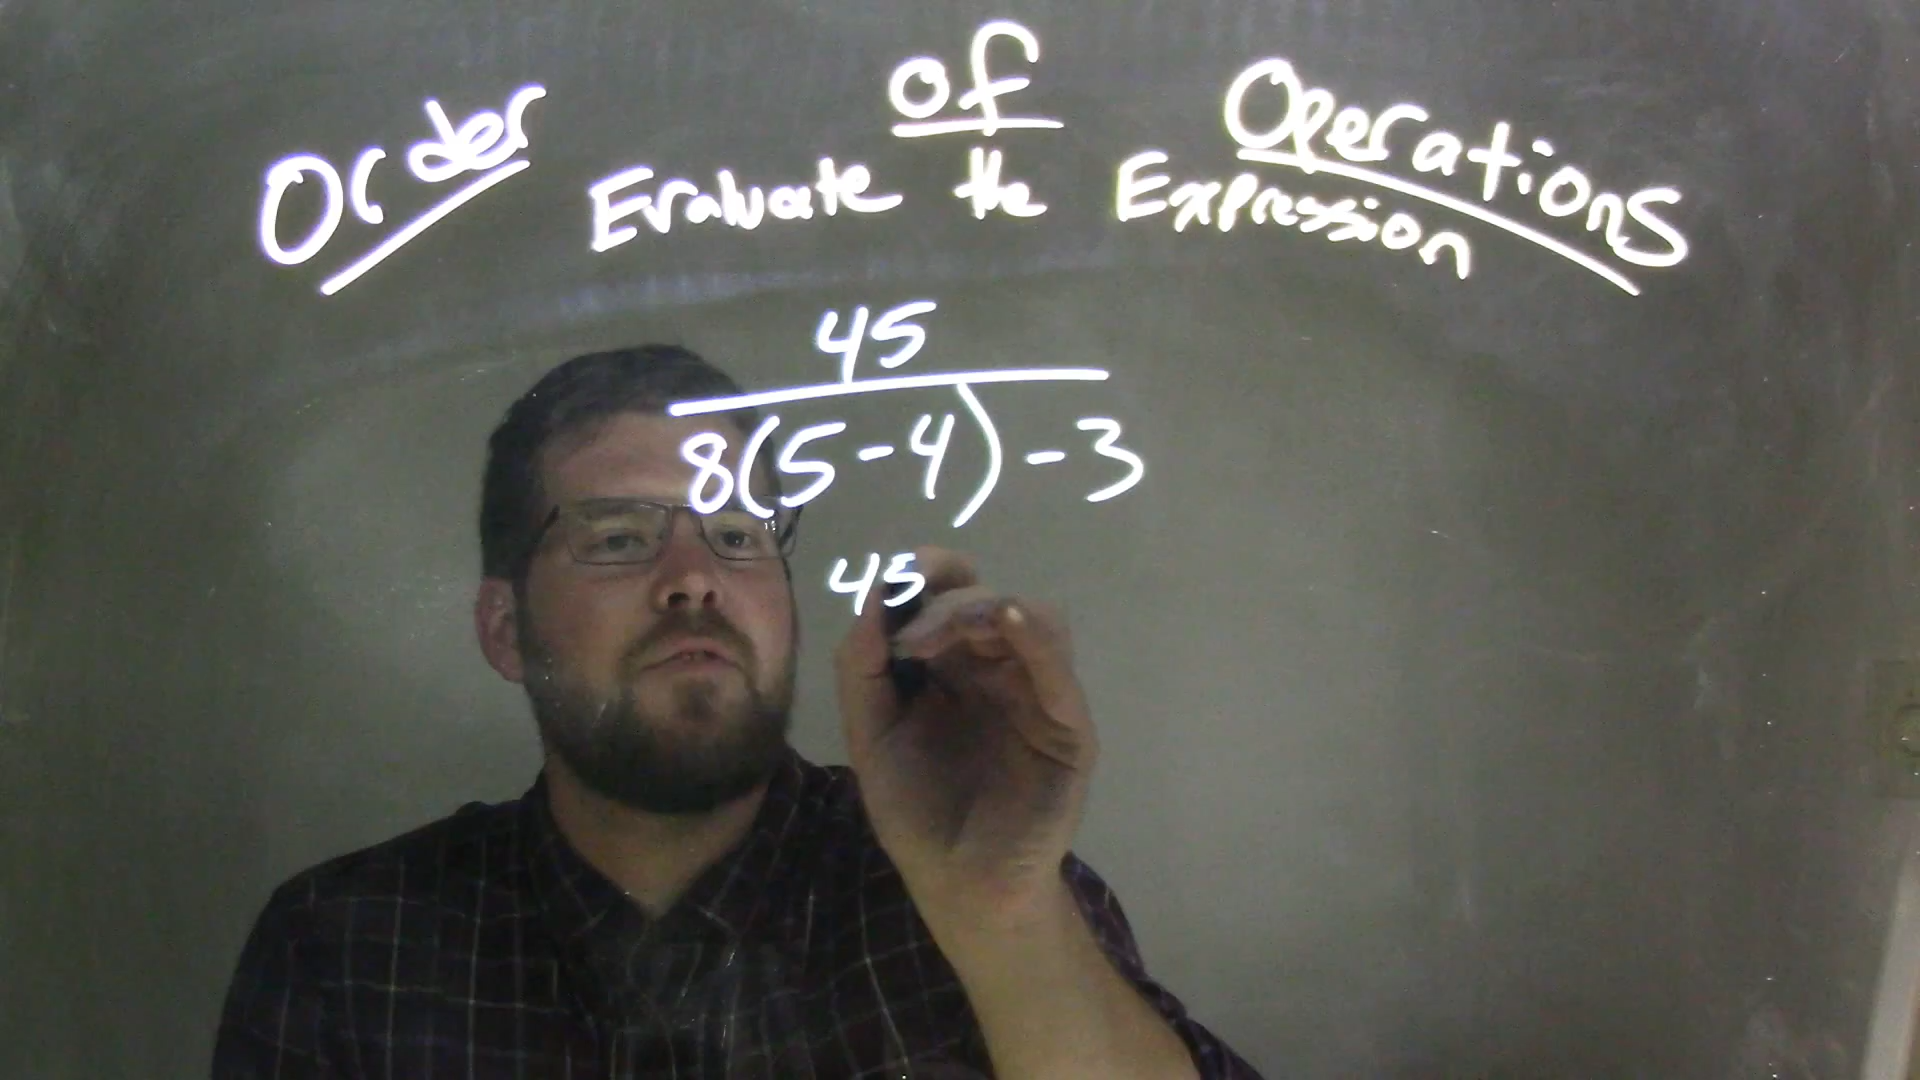 Order of Operations
Evaluate the Expression
45
8(5-4)-3
45